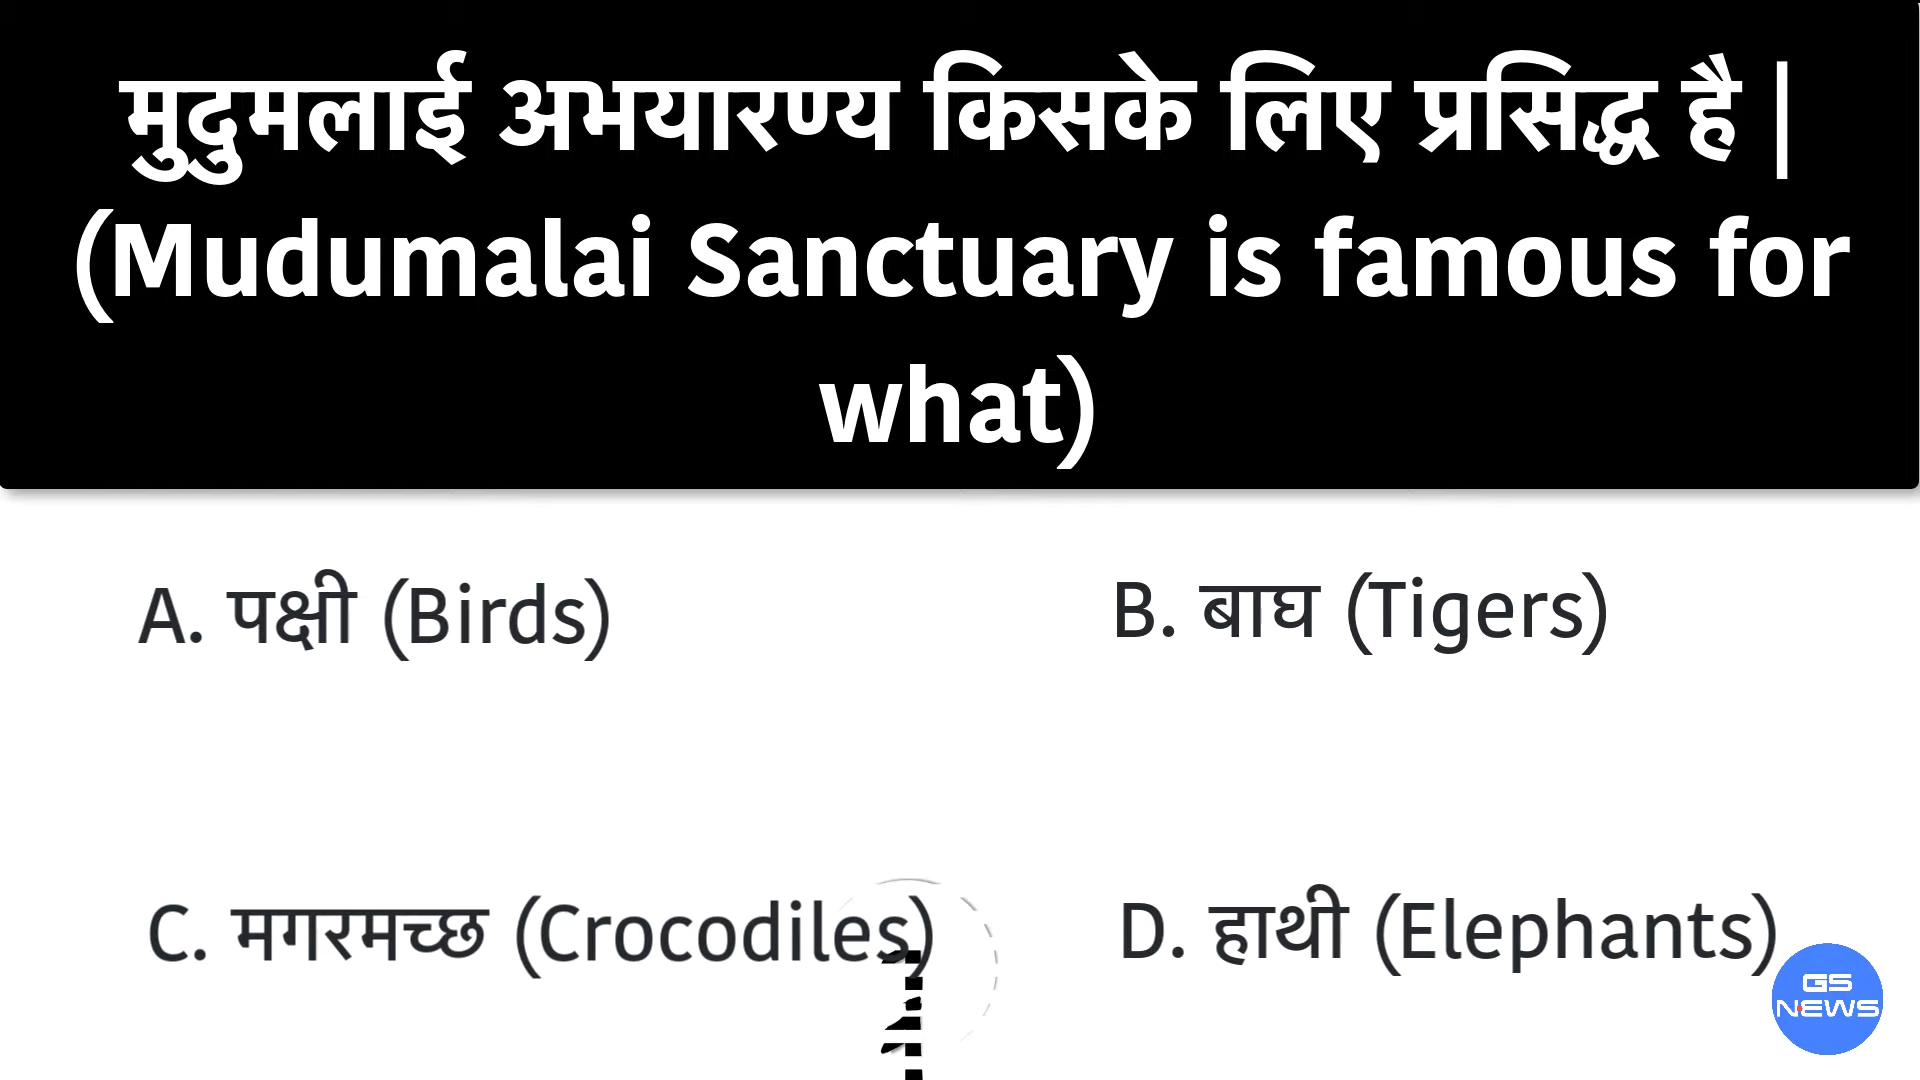 मुदुमलाई अभयारण्य किसके लिए प्रसिद्ध है |
(Mudumalai Sanctuary is famous for
what)
A. पक्षी (Birds)
B. बाघ (Tigers)
C. मगरमच्छ (Crocodiles)
D. हाथी (Elephants)
GS
NEWS